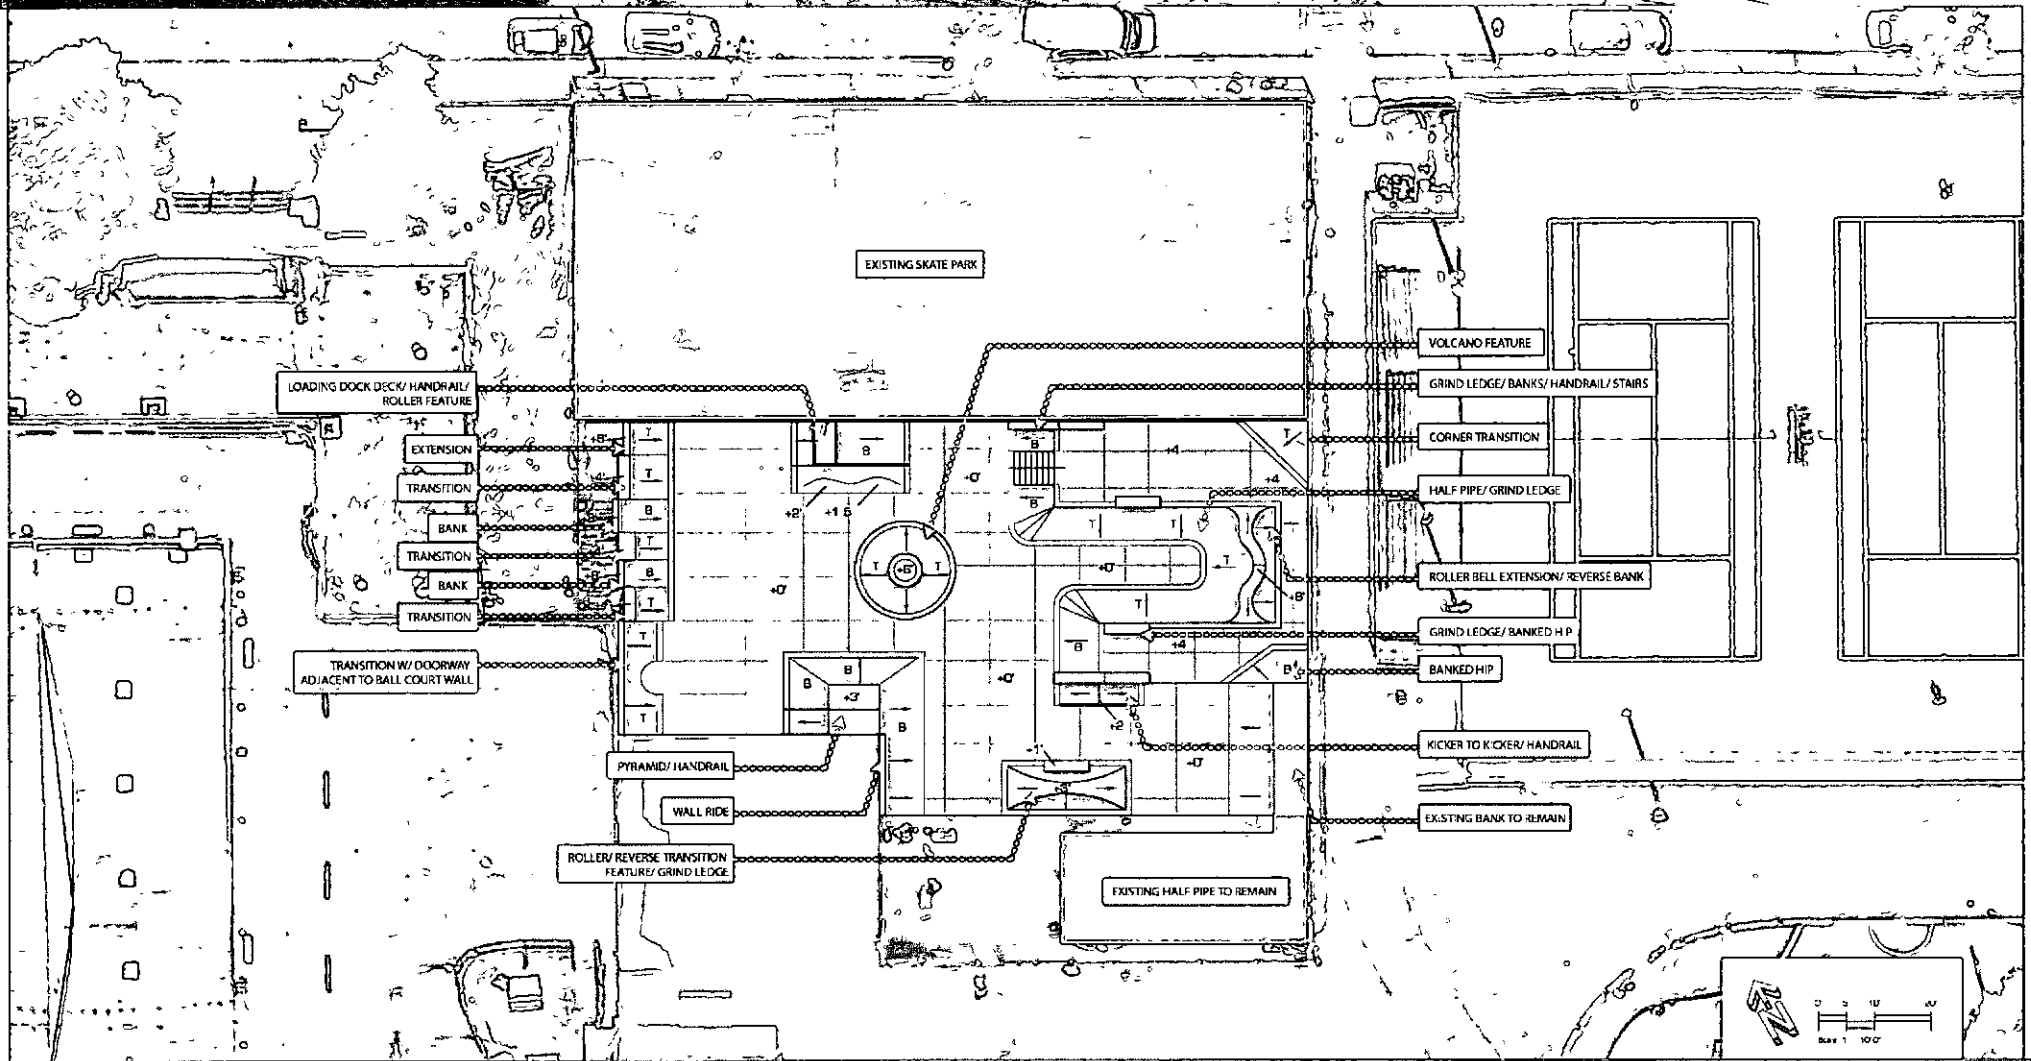 EXISTING SKATE PARK
VOLCANO FEATURE
LOADING DOCK DECK/ HANDRAIL/
ROLLER FEATURE
GRIND LEDGE/ BANKS/ HANDRAIL/ STAIRS
EXTENSION
CORNER TRANSITION
TRANSITION
HALF PIPE/ GRIND LEDGE
BANK
TRANSITION
BANK
ROLLER BELL EXTENSION/ REVERSE BANK
TRANSITION
GRIND LEDGE/ BANKED HIP
TRANSITION W/ DOORWAY
ADJACENT TO BALL COURT WALL
BANKED HIP
KICKER TO KICKER/ HANDRAIL
PYRAMID/ HANDRAIL
WALL RIDE
EXISTING BANK TO REMAIN
ROLLER/ REVERSE TRANSITION
FEATURE/ GRIND LEDGE
EXISTING HALF PIPE TO REMAIN
T
T
B
T
B
T
T
T
B
B
B
T
+4
+4
+2'
+1.5
+0'
+0'
+0'
T
+6'
T
T
T
T
T
+8'
B
+4
B
B
B
+3'
B
+0'
+0'